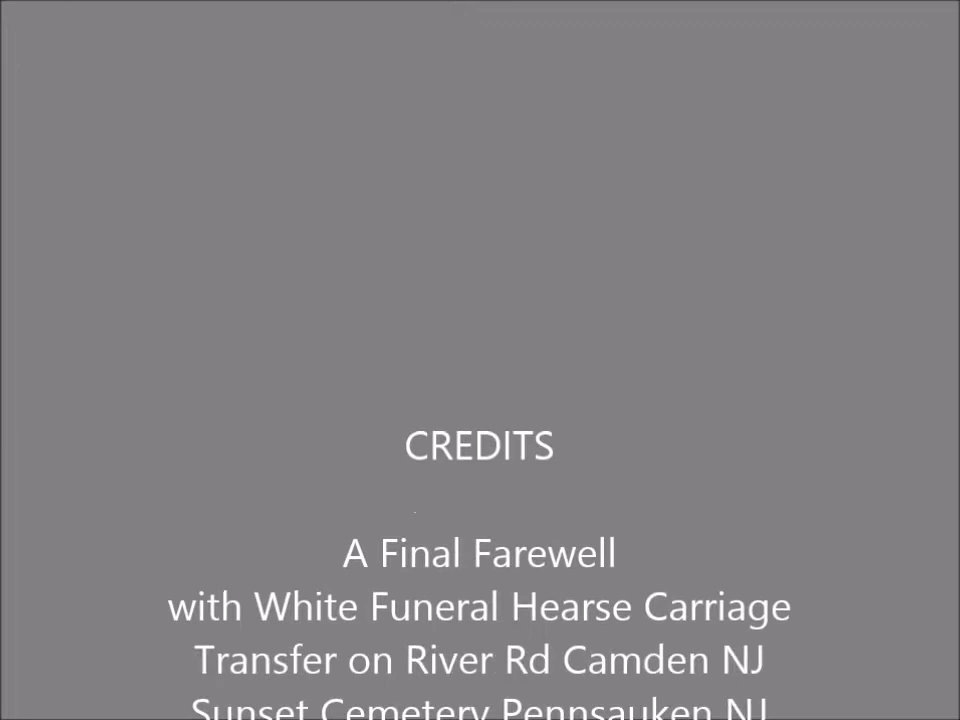 CREDITS
A Final Farewell
with White Funeral Hearse Carriage
Transfer on River Rd Camden NJ
Sunset Cemetery Pennsauken NJ